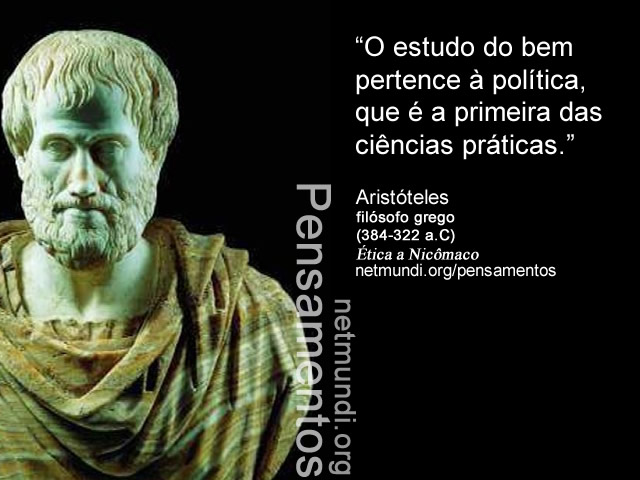 “O estudo do bem
pertence à política,
que é a primeira das
ciências práticas.”
Aristóteles
filósofo grego
(384-322 a.C)
Ética a Nicômaco
netmundi.org/pensamentos
Pensamentos
netmundi.org